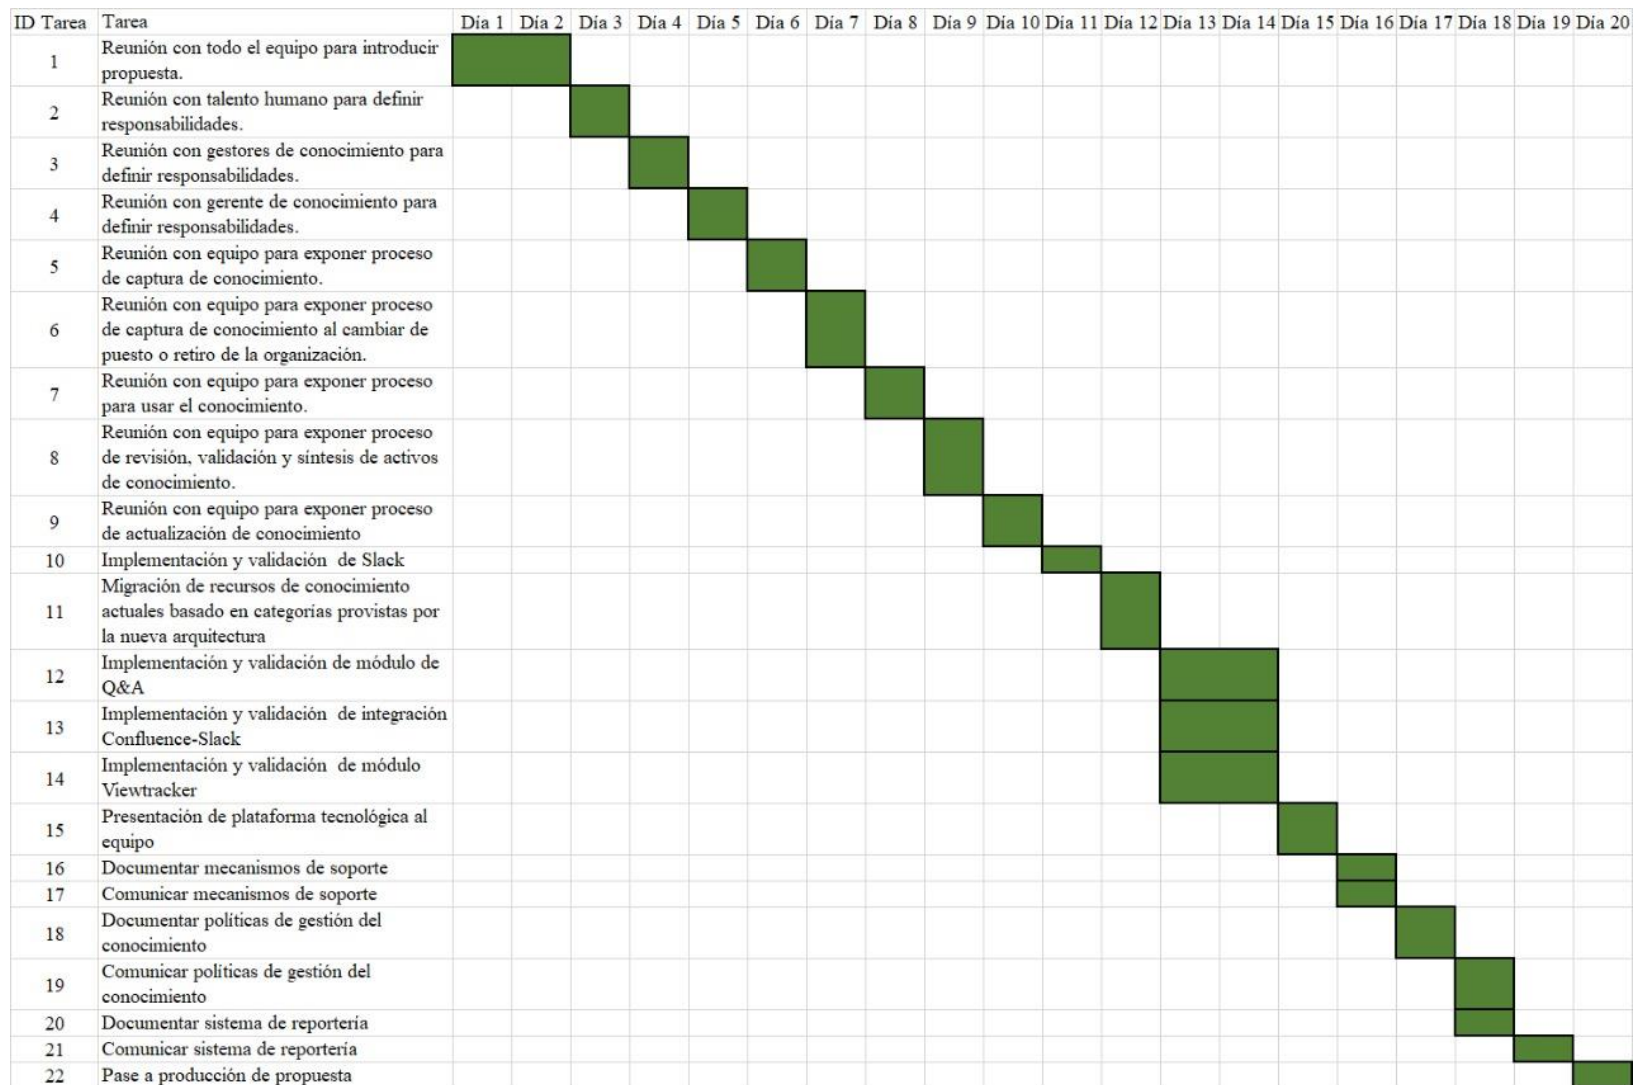 ID Tarea Tarea Día 1 Día 2 Día 3 Día 4 Día 5 Día 6 Día 7 Día 8 Día 9 Día 10 Día 11 Día 12 Día 13 Día 14 Día 15 Día 16 Día 17 Día 18 Día 19 Día 20
1 Reunión con todo el equipo para introducir
propuesta.
2 Reunión con talento humano para definir
responsabilidades.
3 Reunión con gestores de conocimiento para
definir responsabilidades.
4 Reunión con gerente de conocimiento para
definir responsabilidades.
5 Reunión con equipo para exponer proceso
de captura de conocimiento.
6 Reunión con equipo para exponer proceso
de captura de conocimiento al cambiar de
puesto o retiro de la organización.
7 Reunión con equipo para exponer proceso
para usar el conocimiento.
8 Reunión con equipo para exponer proceso
de revisión, validación y síntesis de activos
de conocimiento.
9 Reunión con equipo para exponer proceso
de actualización de conocimiento
10 Implementación y validación de Slack
11 Migración de recursos de conocimiento
actuales basado en categorías provistas por
la nueva arquitectura
12 Implementación y validación de módulo de
Q&A
13 Implementación y validación de integración
Confluence-Slack
14 Implementación y validación de módulo
Viewtracker
15 Presentación de plataforma tecnológica al
equipo
16 Documentar mecanismos de soporte
17 Comunicar mecanismos de soporte
18 Documentar políticas de gestión del
conocimiento
19 Comunicar políticas de gestión del
conocimiento
20 Documentar sistema de reportería
21 Comunicar sistema de reportería
22 Pase a producción de propuesta